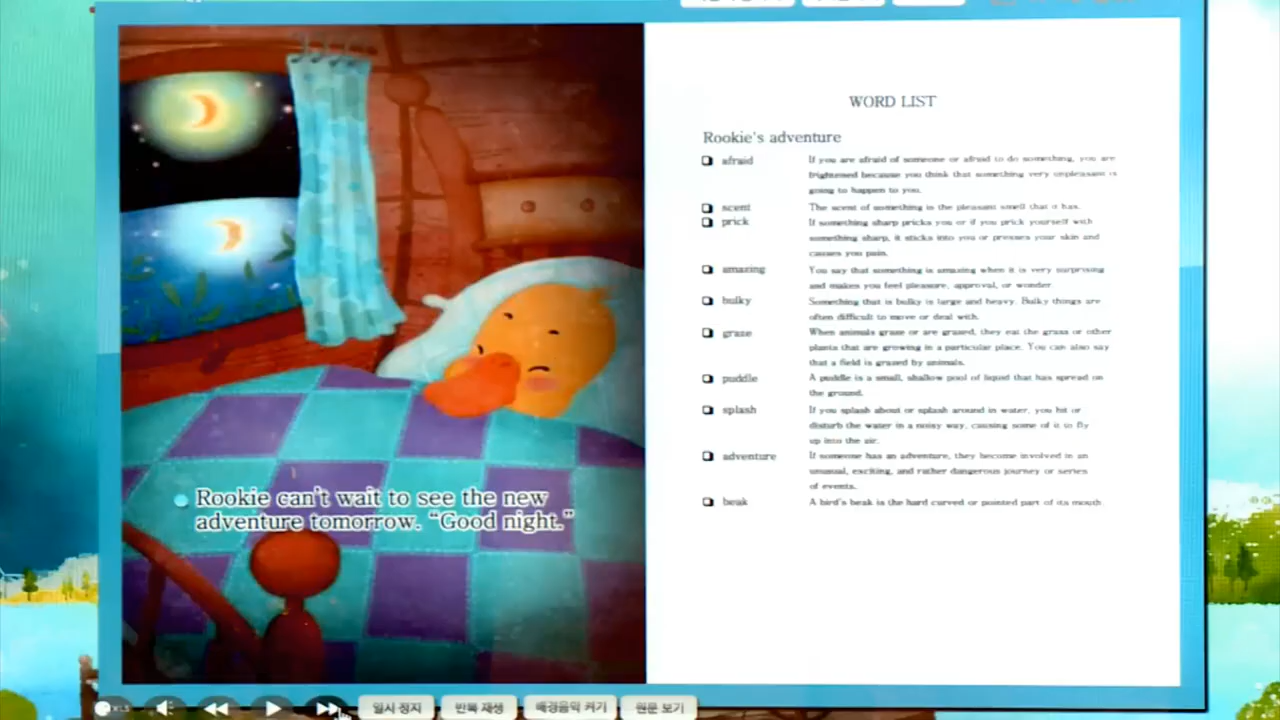 Rookie can't wait to see the new
adventure tomorrow. “Good night.”
WORD LIST
Rookie's adventure
afraid If you are afraid of someone or afraid to do something, you are
frightened because you think that something very unpleasant is
going to happen to you.
scent The scent of something is the pleasant smell that it has.
prick If something sharp pricks you or if you prick yourself with
something sharp, it sticks into you or presses your skin and
causes you pain.
amazing You say that something is amazing when it is very surprising
and makes you feel pleasure, approval, or wonder.
bulky Something that is bulky is large and heavy. Bulky things are
often difficult to move or deal with.
graze When animals graze or are grazed, they eat the grass or other
plants that are growing in a particular place. You can also say
that a field is grazed by animals.
puddle A puddle is a small, shallow pool of liquid that has spread on
the ground.
splash If you splash about or splash around in water, you hit or
disturb the water in a noisy way, causing some of it to fly
up into the air.
adventure If someone has an adventure, they become involved in an
unusual, exciting, and rather dangerous journey or series
of events.
beak A bird's beak is the hard curved or pointed part of its mouth.
x1.5 일시 정지 반복 재생 배경음악 켜기 원문 보기